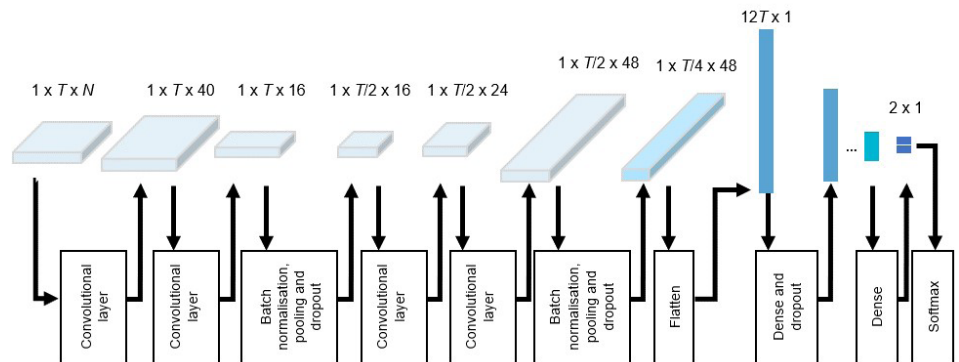 12T x 1
1 x T x N
1 x T x 40
1 x T x 16
1 x T/2 x 16
1 x T/2 x 24
1 x T/2 x 48
1 x T/4 x 48
2 x 1
...
Convolutional
layer
Convolutional
layer
Batch
normalisation,
pooling and
dropout
Convolutional
layer
Convolutional
layer
Batch
normalisation,
pooling and
dropout
Flatten
Dense and
dropout
Dense
Softmax